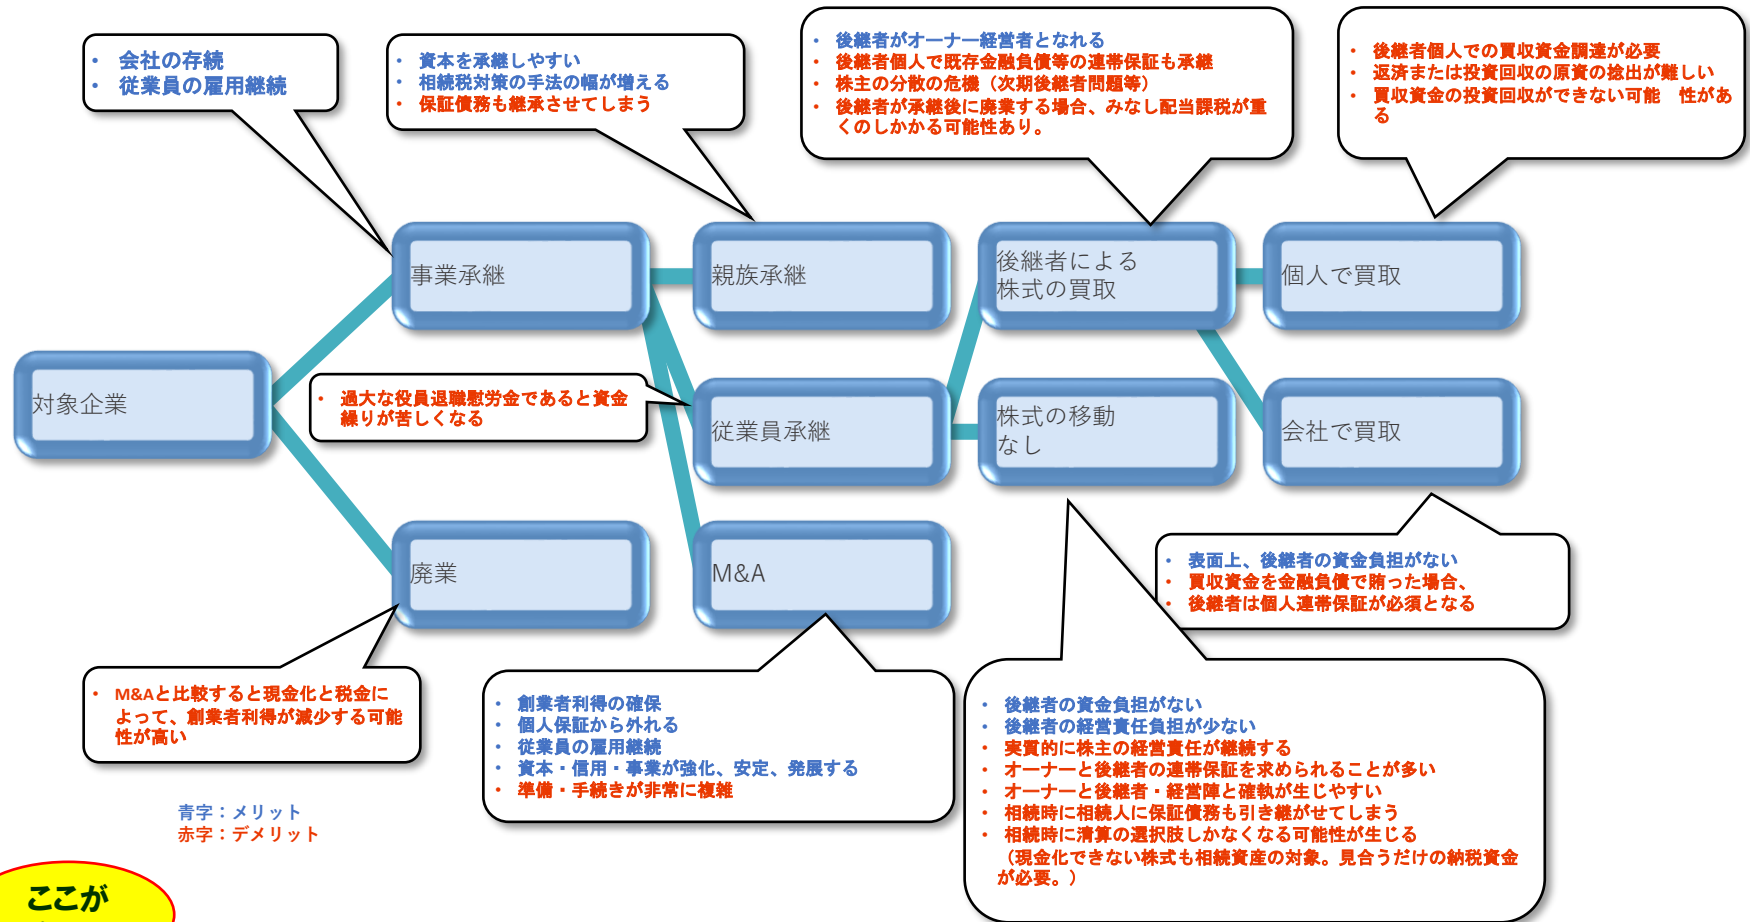 ・ 会社の存続
・ 従業員の雇用継続
・ 資本を承継しやすい
・ 相続税対策の手法の幅が増える
・ 保証債務も継承させてしまう
・ 後継者がオーナー経営者となれる
・ 後継者個人で既存金融負債等の連帯保証も承継
・ 株主の分散の危機（次期後継者問題等）
・ 後継者が承継後に廃業する場合、みなし配当課税が重
くのしかかる可能性あり。
・ 後継者個人での買収資金調達が必要
・ 返済または投資回収の原資の捻出が難しい
・ 買収資金の投資回収ができない可能　性があ
る
事業承継
親族承継
後継者による
株式の買取
個人で買取
対象企業
・ 過大な役員退職慰労金であると資金
繰りが苦しくなる
従業員承継
株式の移動
なし
会社で買取
廃業
M&A
・ 表面上、後継者の資金負担がない
・ 買収資金を金融負債で賄った場合、
・ 後継者は個人連帯保証が必須となる
・ M&Aと比較すると現金化と税金に
よって、創業者利得が減少する可能
性が高い
・ 創業者利得の確保
・ 個人保証から外れる
・ 従業員の雇用継続
・ 資本・信用・事業が強化、安定、発展する
・ 準備・手続きが非常に複雑
・ 後継者の資金負担がない
・ 後継者の経営責任負担が少ない
・ 実質的に株主の経営責任が継続する
・ オーナーと後継者の連帯保証を求められることが多い
・ オーナーと後継者・経営陣と確執が生じやすい
・ 相続時に相続人に保証債務も引き継がせてしまう
・ 相続時に清算の選択肢しかなくなる可能性が生じる
（現金化できない株式も相続資産の対象。見合うだけの納税資金
が必要。）
青字：メリット
赤字：デメリット
ここが